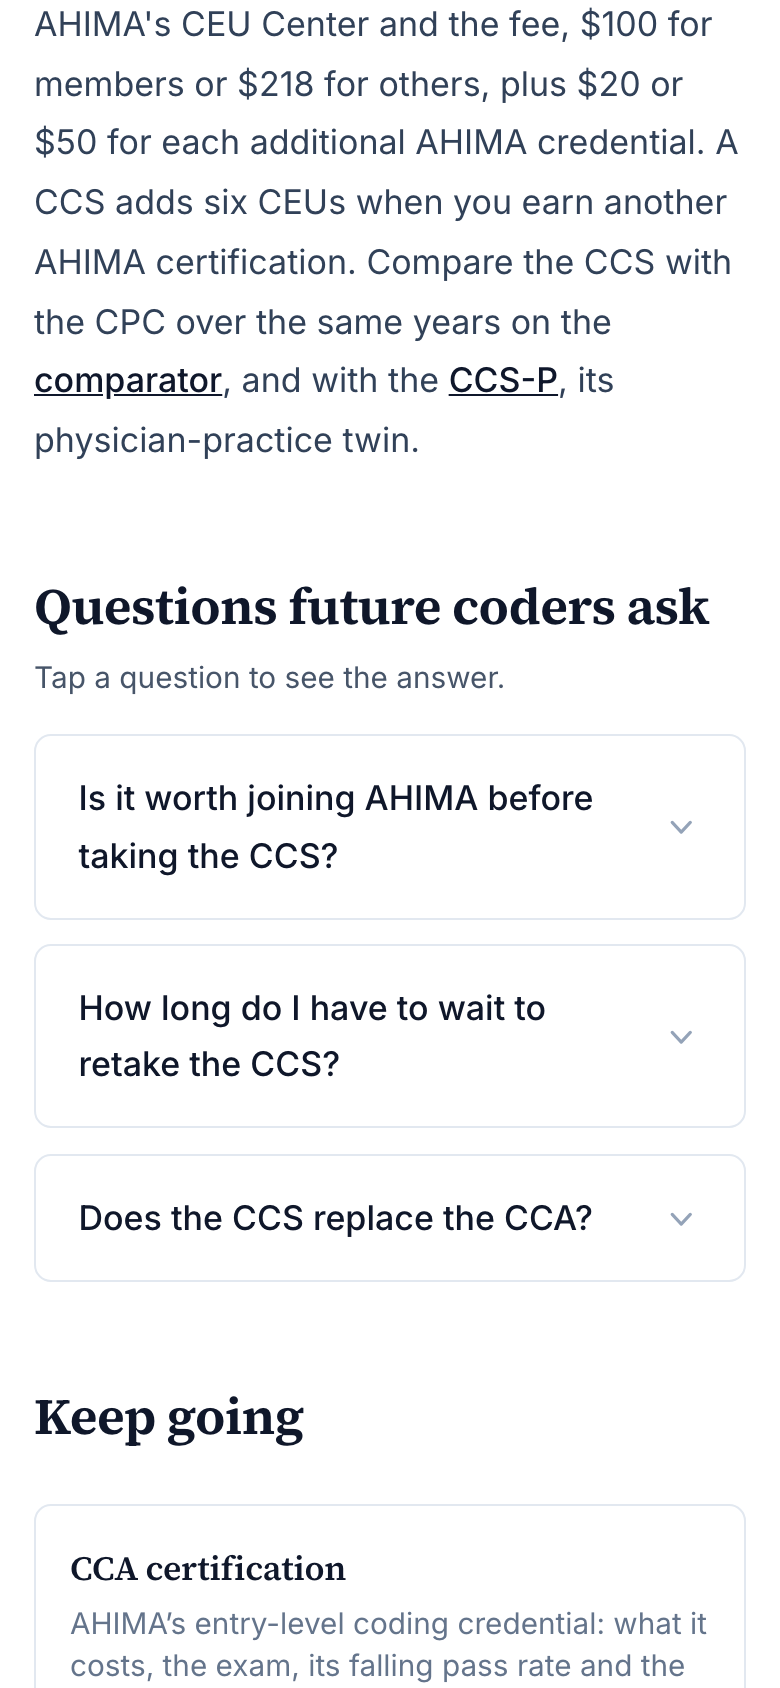 AHIMA's CEU Center and the fee, $100 for
members or $218 for others, plus $20 or
$50 for each additional AHIMA credential. A
CCS adds six CEUs when you earn another
AHIMA certification. Compare the CCS with
the CPC over the same years on the
comparator, and with the CCS-P, its
physician-practice twin.
Questions future coders ask
Tap a question to see the answer.
Is it worth joining AHIMA before
taking the CCS?
How long do I have to wait to
retake the CCS?
Does the CCS replace the CCA?
Keep going
CCA certification
AHIMA’s entry-level coding credential: what it
costs, the exam, its falling pass rate and the